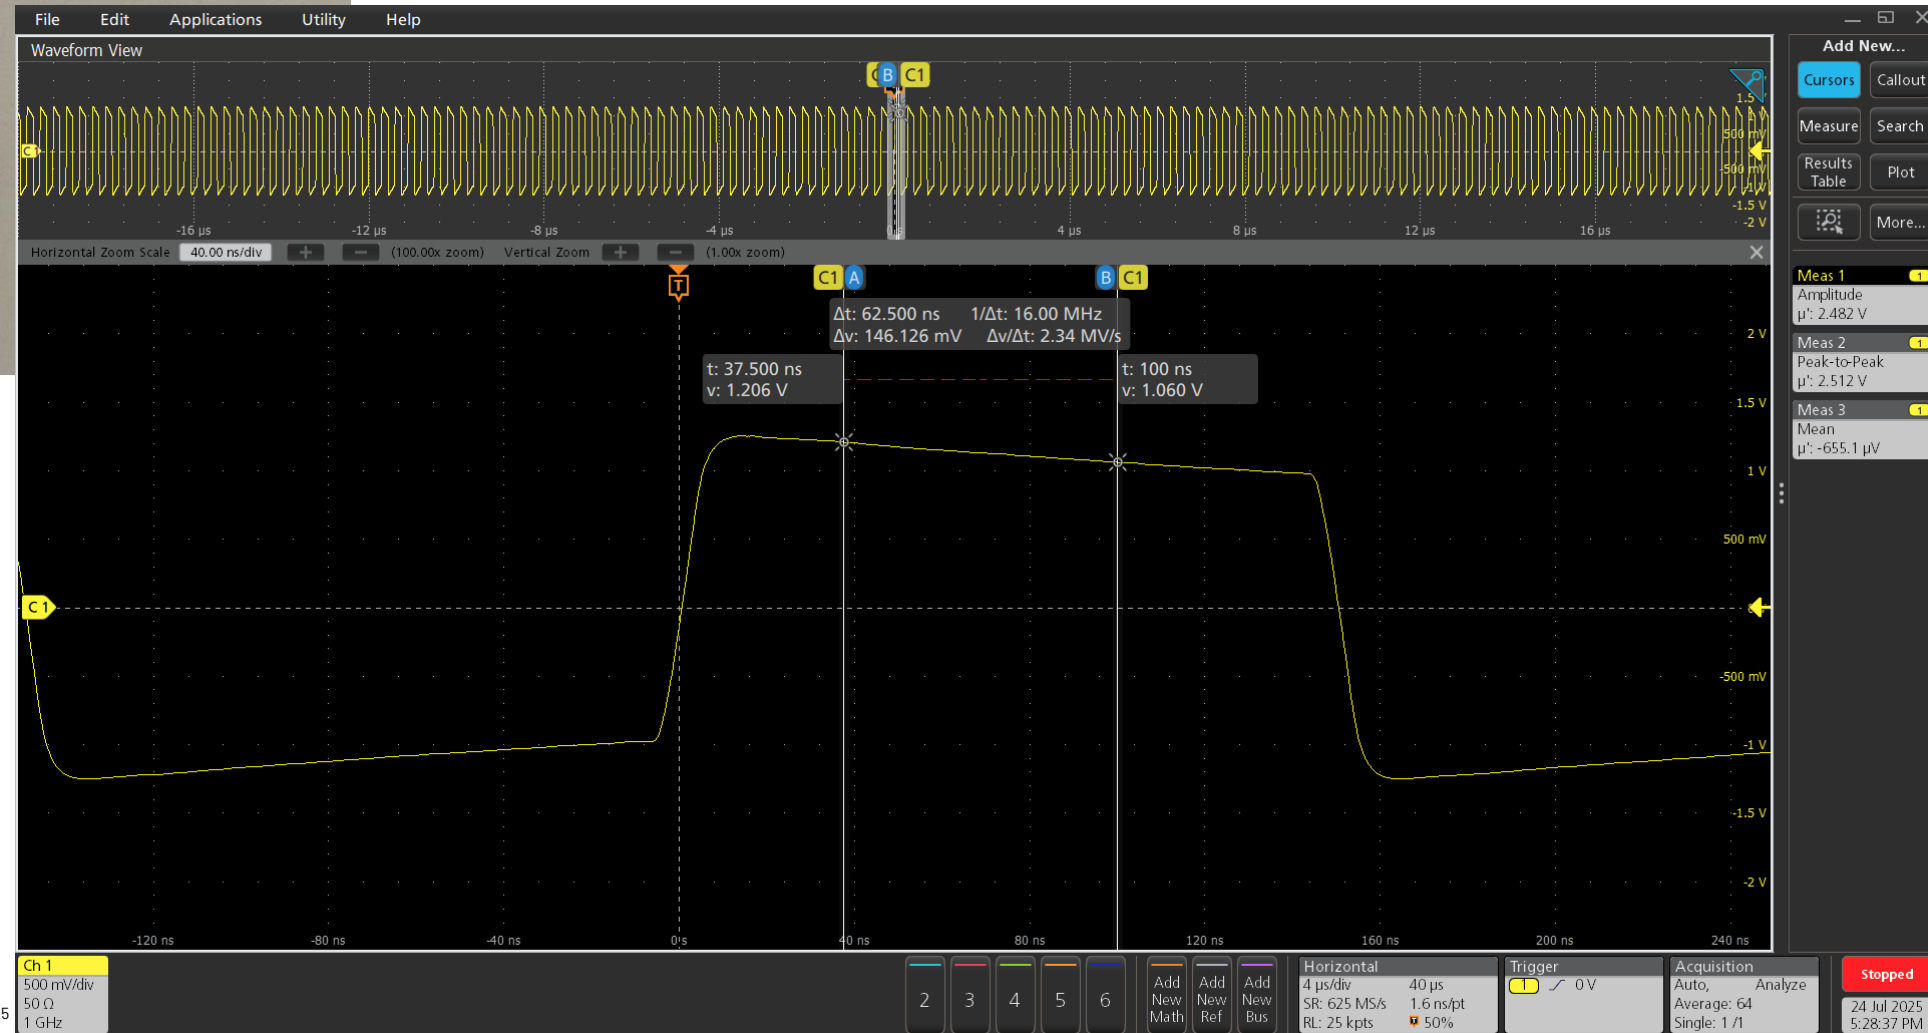 File Edit Applications Utility Help
Waveform View
Add New...
Cursors Callout
Measure Search
Results Table Plot
More...
C B C1
1.5
1 V
500 mV
-500 mV
-1 V
-1.5 V
-2 V
C1
-16 µs -12 µs -8 µs -4 µs 4 µs 8 µs 12 µs 16 µs
Horizontal Zoom Scale 40.00 ns/div + − (100.00x zoom) Vertical Zoom + − (1.00x zoom)
T
C1 A B C1
Δt: 62.500 ns 1/Δt: 16.00 MHz
Δv: 146.126 mV Δv/Δt: 2.34 MV/s
t: 37.500 ns
v: 1.206 V
t: 100 ns
v: 1.060 V
2 V
1.5 V
1 V
500 mV
C 1
-500 mV
-1 V
-1.5 V
-2 V
-120 ns -80 ns -40 ns 0 s 40 ns 80 ns 120 ns 160 ns 200 ns 240 ns
Meas 1 1
Amplitude
µ': 2.482 V
Meas 2 1
Peak-to-Peak
µ': 2.512 V
Meas 3 1
Mean
µ': -655.1 µV
Ch 1
500 mV/div
50 Ω
1 GHz
5
2 3 4 5 6
Add New Math
Add New Ref
Add New Bus
Horizontal
4 µs/div 40 µs
SR: 625 MS/s 1.6 ns/pt
RL: 25 kpts 50%
Trigger
1 0 V
Acquisition
Auto, Analyze
Average: 64
Single: 1 /1
Stopped
24 Jul 2025
5:28:37 PM